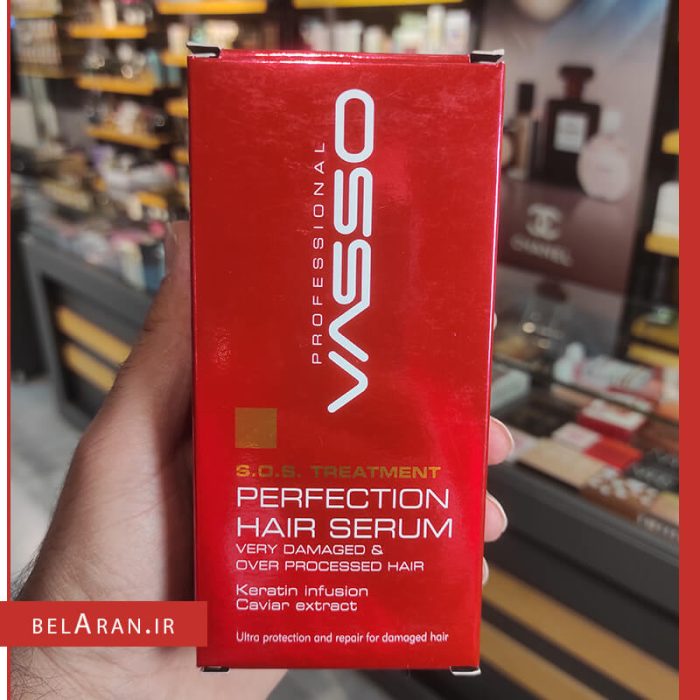 PROFESSIONAL
VASSO
S.O.S. TREATMENT
PERFECTION
HAIR SERUM
VERY DAMAGED &
OVER PROCESSED HAIR
Keratin infusion
Caviar extract
Ultra protection and repair for damaged hair
CHANEL
BELARAN.IR